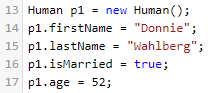 13 Human p1 = new Human();
14 p1.firstName = "Donnie";
15 p1.lastName = "Wahlberg";
16 p1.isMarried = true;
17 p1.age = 52;